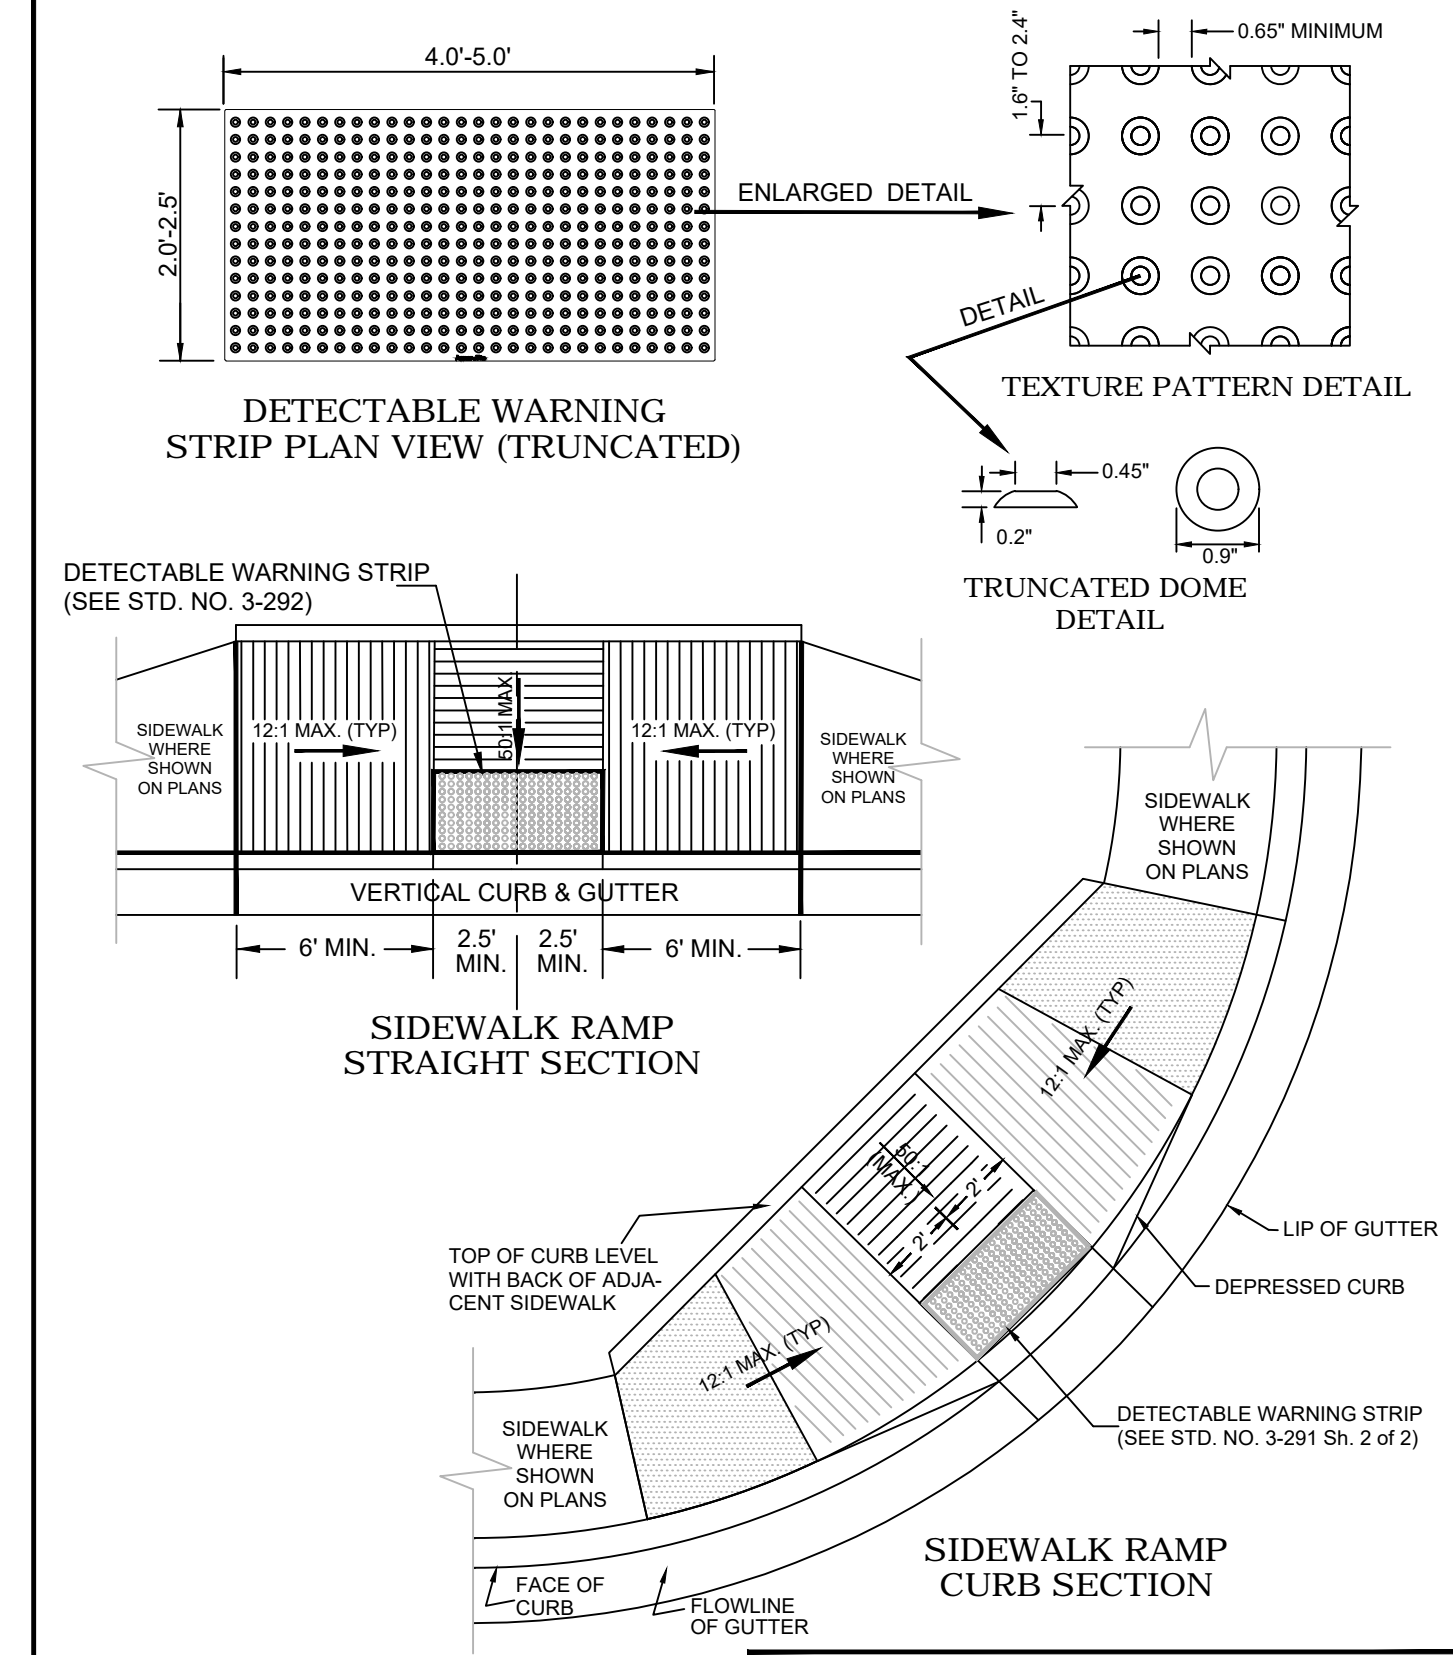 4.0'-5.0'
2.0'-2.5'
ENLARGED DETAIL
DETECTABLE WARNING
STRIP PLAN VIEW (TRUNCATED)
0.65" MINIMUM
1.6" TO 2.4"
DETAIL
TEXTURE PATTERN DETAIL
0.45"
0.2"
0.9"
TRUNCATED DOME
DETAIL
DETECTABLE WARNING STRIP
(SEE STD. NO. 3-292)
SIDEWALK
WHERE
SHOWN
ON PLANS
12:1 MAX. (TYP)
50:1 MAX.
12:1 MAX. (TYP)
SIDEWALK
WHERE
SHOWN
ON PLANS
VERTICAL CURB & GUTTER
6' MIN.
2.5'
MIN.
2.5'
MIN.
6' MIN.
SIDEWALK RAMP
STRAIGHT SECTION
SIDEWALK
WHERE
SHOWN
ON PLANS
12:1 MAX. (TYP)
50:1
(MAX.)
2'
2'
TOP OF CURB LEVEL
WITH BACK OF ADJA-
CENT SIDEWALK
LIP OF GUTTER
DEPRESSED CURB
12:1 MAX. (TYP)
DETECTABLE WARNING STRIP
(SEE STD. NO. 3-291 Sh. 2 of 2)
SIDEWALK
WHERE
SHOWN
ON PLANS
FACE OF
CURB
FLOWLINE
OF GUTTER
SIDEWALK RAMP
CURB SECTION